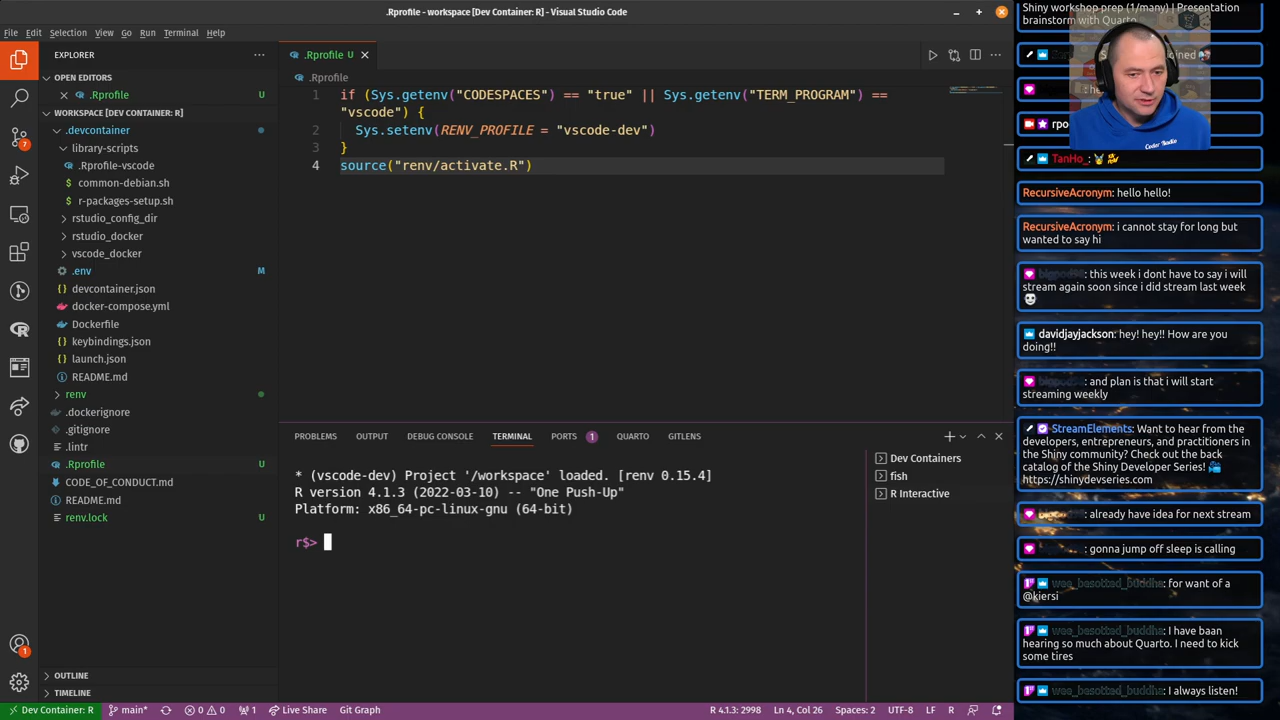 .Rprofile - workspace [Dev Container: R] - Visual Studio Code
File Edit Selection View Go Run Terminal Help
EXPLORER
OPEN EDITORS
.Rprofile U
WORKSPACE [DEV CONTAINER: R]
.devcontainer
library-scripts
.Rprofile-vscode
common-debian.sh
r-packages-setup.sh
rstudio_config_dir
rstudio_docker
vscode_docker
.env M
devcontainer.json
docker-compose.yml
Dockerfile
keybindings.json
launch.json
README.md
renv
.dockerignore
.gitignore
.lintr
.Rprofile U
CODE_OF_CONDUCT.md
README.md
renv.lock U
OUTLINE
TIMELINE
7
1
.Rprofile U
.Rprofile
1 if (Sys.getenv("CODESPACES") == "true" || Sys.getenv("TERM_PROGRAM") ==
"vscode") {
2 Sys.setenv(RENV_PROFILE = "vscode-dev")
3 }
4 source("renv/activate.R")
PROBLEMS OUTPUT DEBUG CONSOLE TERMINAL PORTS 1 QUARTO GITLENS
* (vscode-dev) Project '/workspace' loaded. [renv 0.15.4]
R version 4.1.3 (2022-03-10) -- "One Push-Up"
Platform: x86_64-pc-linux-gnu (64-bit)
r$>
Dev Containers
fish
R Interactive
Dev Container: R main* 0 0 1 Live Share Git Graph
R 4.1.3: 2998 Ln 4, Col 26 Spaces: 2 UTF-8 LF R
Shiny workshop prep (1/many) | Presentation
brainstorm with Quarto
Coder Radio
TanHo_:
RecursiveAcronym: hello hello!
RecursiveAcronym: i cannot stay for long but
wanted to say hi
: this week i dont have to say i will
stream again soon since i did stream last week
davidjayjackson: hey! hey!! How are you
doing!!
: and plan is that i will start
streaming weekly
StreamElements: Want to hear from the
developers, entrepreneurs, and practitioners in
the Shiny community? Check out the back
catalog of the Shiny Developer Series!
https://shinydevseries.com
: already have idea for next stream
: gonna jump off sleep is calling
wee_besotted_buddha: for want of a
@kiersi
wee_besotted_buddha: I have baan
hearing so much about Quarto. I need to kick
some tires
wee_besotted_buddha: I always listen!